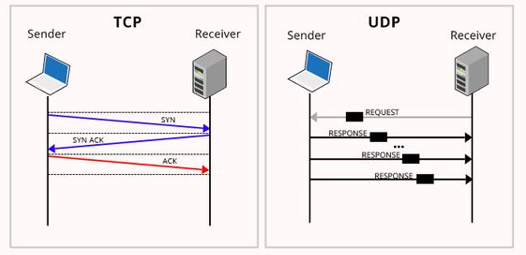 TCP
Sender
Receiver
SYN
SYN ACK
ACK
UDP
Sender
Receiver
REQUEST
RESPONSE
...
RESPONSE
RESPONSE